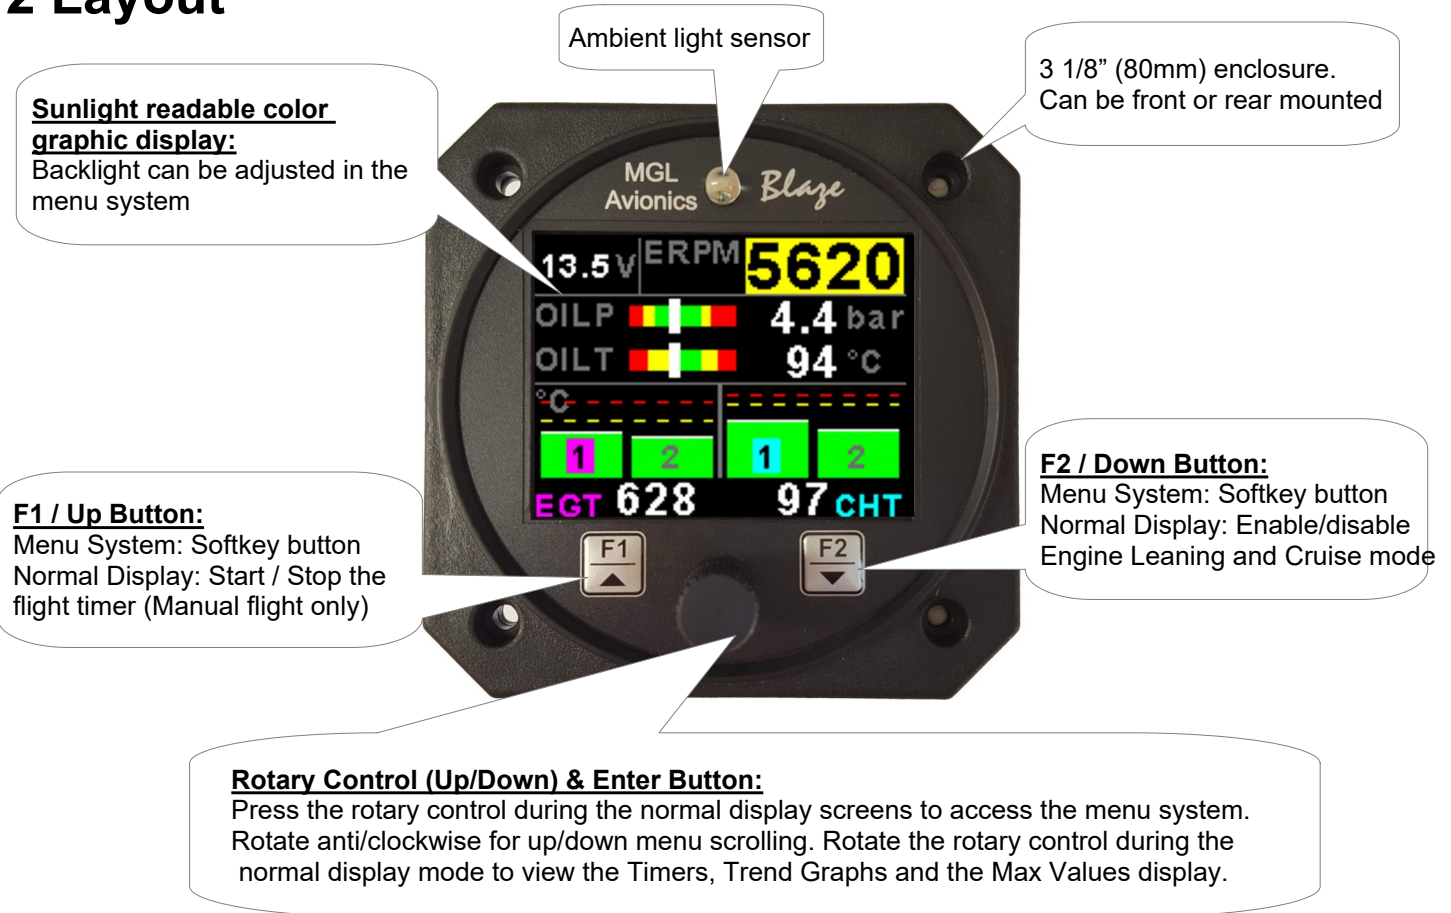 2 Layout
Ambient light sensor
3 1/8” (80mm) enclosure.
Can be front or rear mounted
Sunlight readable color
graphic display:
Backlight can be adjusted in the
menu system
MGL
Avionics
Blaze
13.5 V
ERPM
5620
OILP 4.4 bar
OILT 94 °C
°C
1 2 1 2
EGT 628 97 CHT
F1
F2
F1 / Up Button:
Menu System: Softkey button
Normal Display: Start / Stop the
flight timer (Manual flight only)
F2 / Down Button:
Menu System: Softkey button
Normal Display: Enable/disable
Engine Leaning and Cruise mode
Rotary Control (Up/Down) & Enter Button:
Press the rotary control during the normal display screens to access the menu system.
Rotate anti/clockwise for up/down menu scrolling. Rotate the rotary control during the
normal display mode to view the Timers, Trend Graphs and the Max Values display.